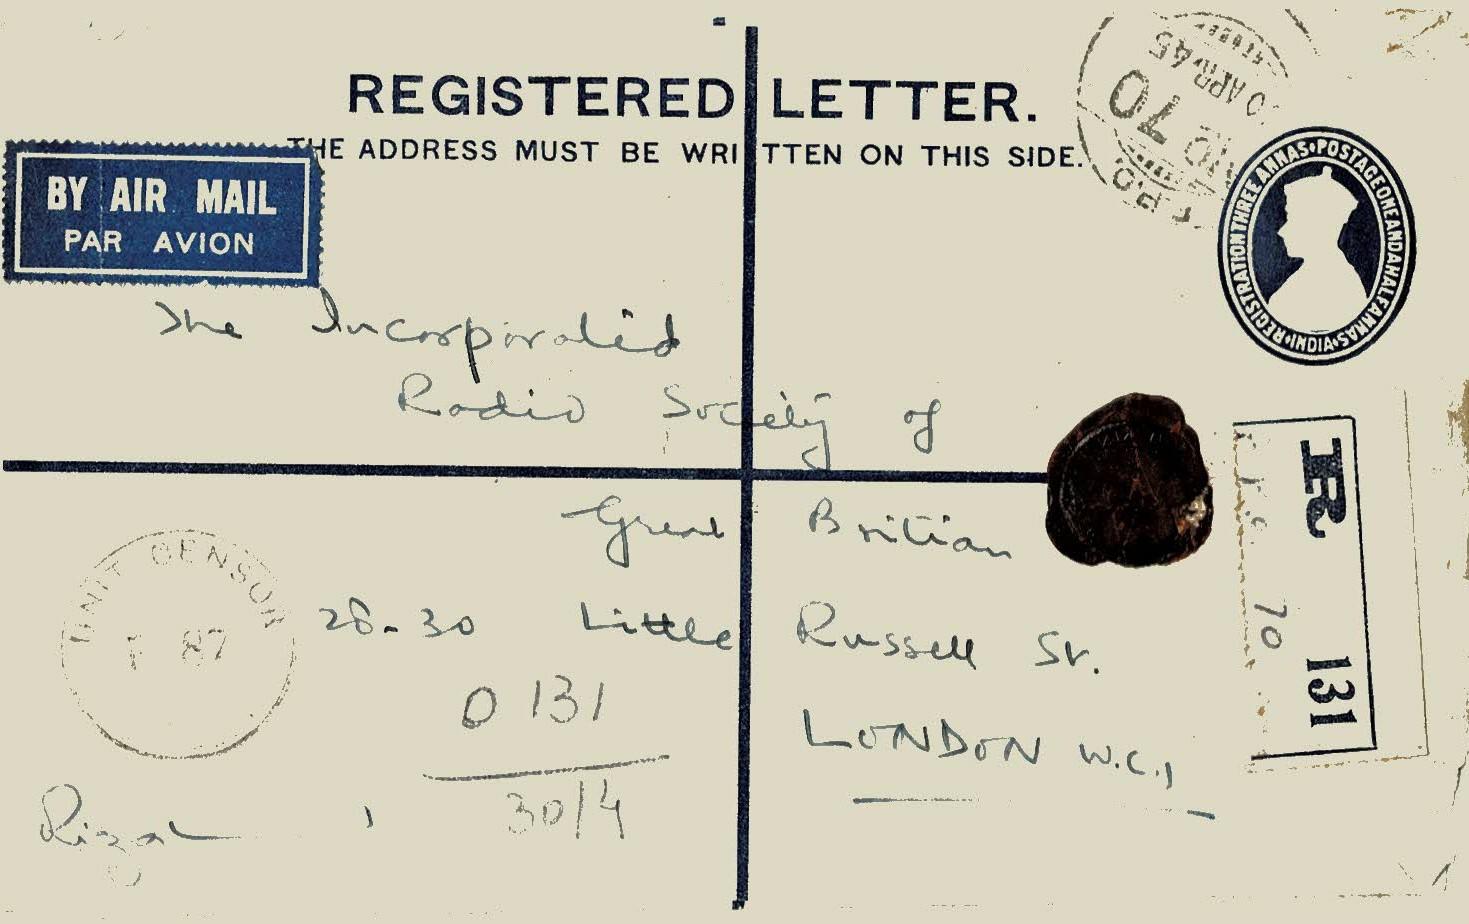 REGISTERED LETTER.
THE ADDRESS MUST BE WRITTEN ON THIS SIDE.
BY AIR MAIL
PAR AVION
70
APR 45
REGISTRATION THREE ANNAS • POSTAGE ONE AND A HALF ANNAS • INDIA •
The Incorporated
Radio Society of
Great Britian
28-30 Little Russell St.
LONDON W.C.1
UNIT CENSOR
87
R
70
131
O 131
30/4